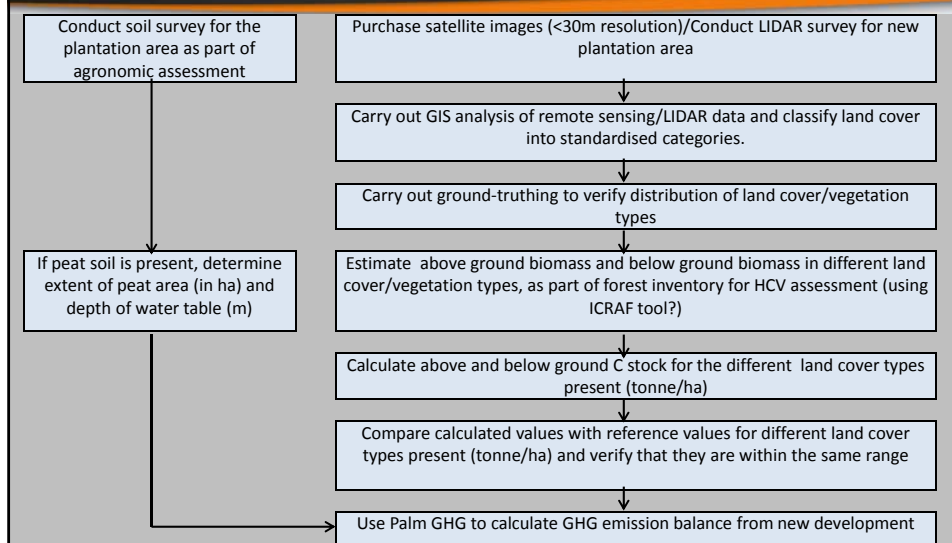 Conduct soil survey for the
plantation area as part of
agronomic assessment
Purchase satellite images (<30m resolution)/Conduct LIDAR survey for new
plantation area
Carry out GIS analysis of remote sensing/LIDAR data and classify land cover
into standardised categories.
Carry out ground-truthing to verify distribution of land cover/vegetation
types
If peat soil is present, determine
extent of peat area (in ha) and
depth of water table (m)
Estimate above ground biomass and below ground biomass in different land
cover/vegetation types, as part of forest inventory for HCV assessment (using
ICRAF tool?)
Calculate above and below ground C stock for the different land cover types
present (tonne/ha)
Compare calculated values with reference values for different land cover
types present (tonne/ha) and verify that they are within the same range
Use Palm GHG to calculate GHG emission balance from new development